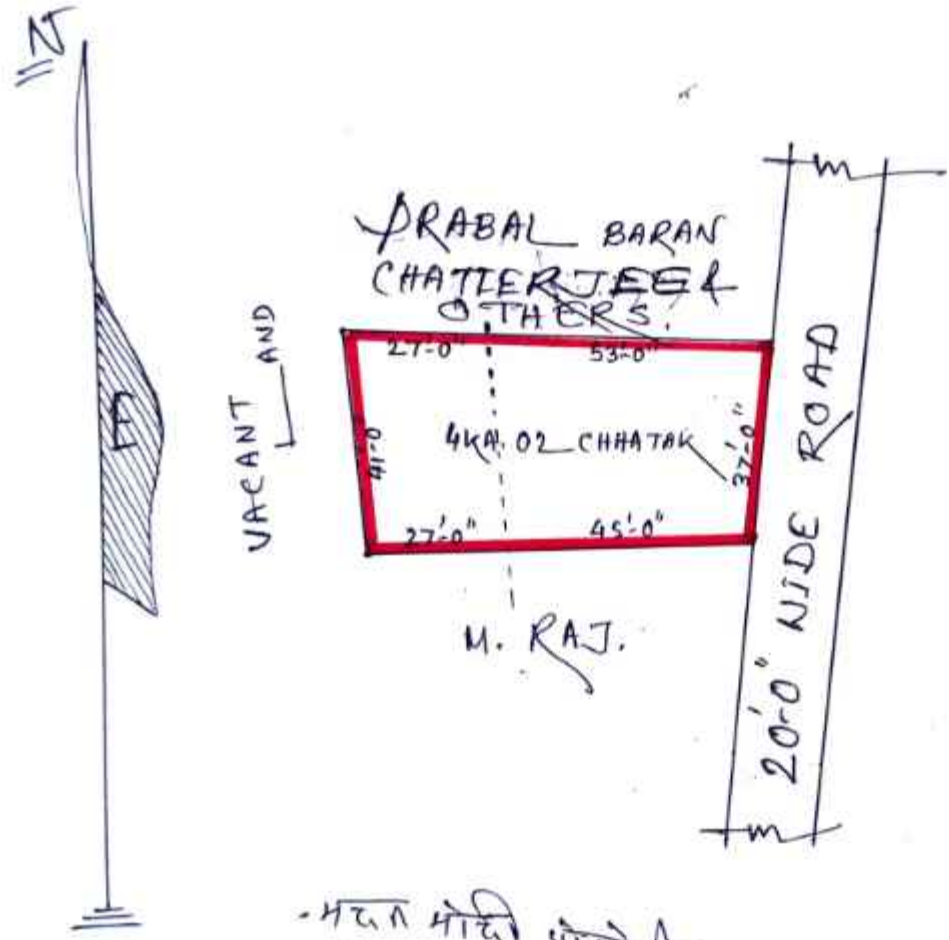 N
PRABAL BARAN
CHATTERJEE &
OTHERS.
27'-0" 53'-0"
VACANT LAND
41'-0
4KA. 02 CHHATAK
37'-0"
27'-0" 45'-0"
M. RAJ.
20'-0" WIDE ROAD